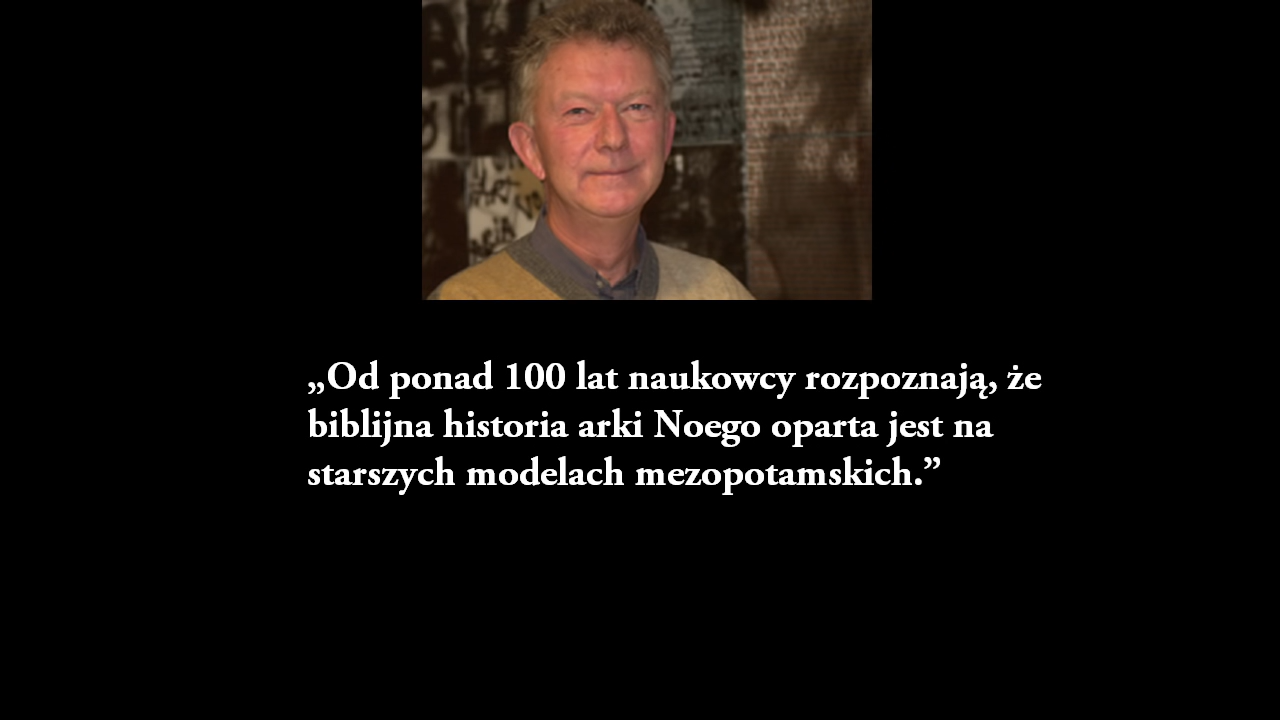 „Od ponad 100 lat naukowcy rozpoznają, że
biblijna historia arki Noego oparta jest na
starszych modelach mezopotamskich.”